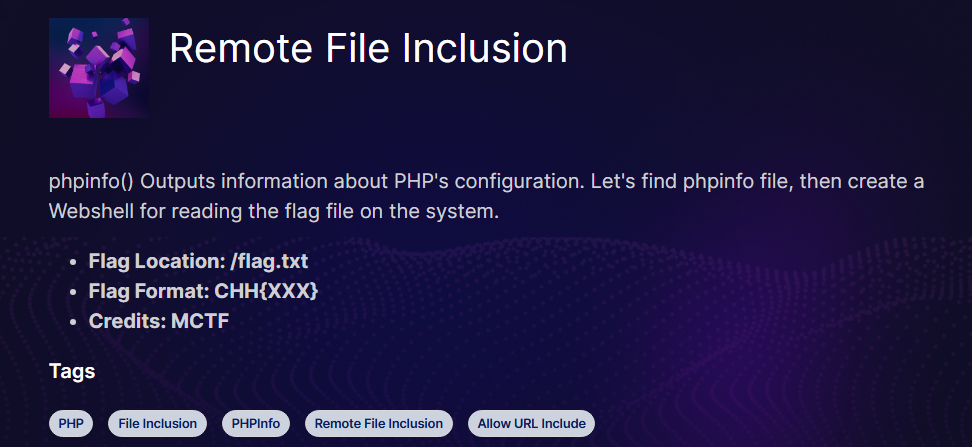 Remote File Inclusion
phpinfo() Outputs information about PHP's configuration. Let's find phpinfo file, then create a
Webshell for reading the flag file on the system.
• Flag Location: /flag.txt
• Flag Format: CHH{XXX}
• Credits: MCTF
Tags
PHP File Inclusion PHPInfo Remote File Inclusion Allow URL Include